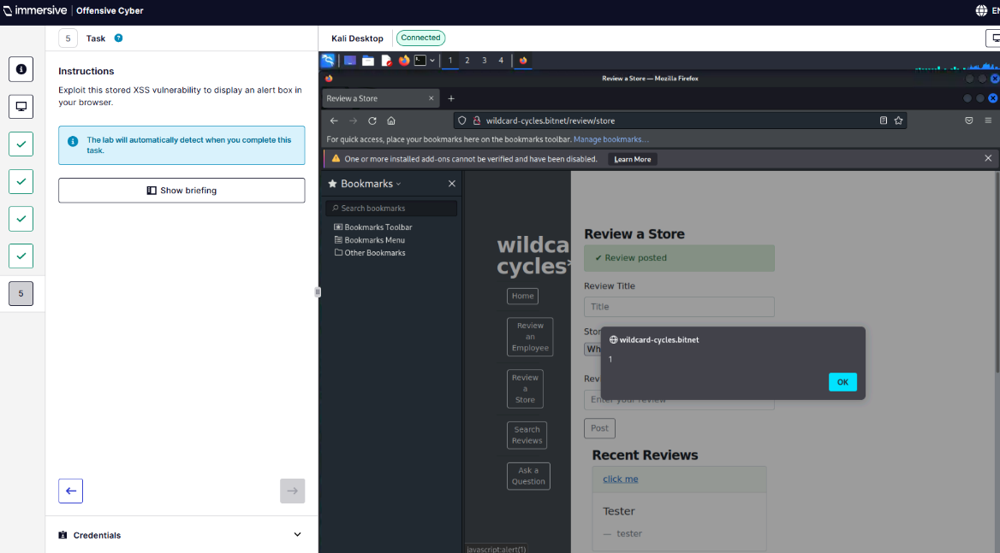 immersive | Offensive Cyber
EN
5 Task ?
Kali Desktop Connected
Instructions
Exploit this stored XSS vulnerability to display an alert box in
your browser.
The lab will automatically detect when you complete this
task.
Show briefing
5
Credentials
1 2 3 4
Review a Store — Mozilla Firefox
Review a Store
wildcard-cycles.bitnet/review/store
For quick access, place your bookmarks here on the bookmarks toolbar. Manage bookmarks...
One or more installed add-ons cannot be verified and have been disabled. Learn More
Bookmarks
Search bookmarks
Bookmarks Toolbar
Bookmarks Menu
Other Bookmarks
wildca
cycles*
Home
Review
an
Employee
Review
a
Store
Search
Reviews
Ask a
Question
javascript:alert(1)
Review a Store
✔ Review posted
Review Title
Title
Stor
Wh
wildcard-cycles.bitnet
1
OK
Rev
Enter your review
Post
Recent Reviews
click me
Tester
— tester